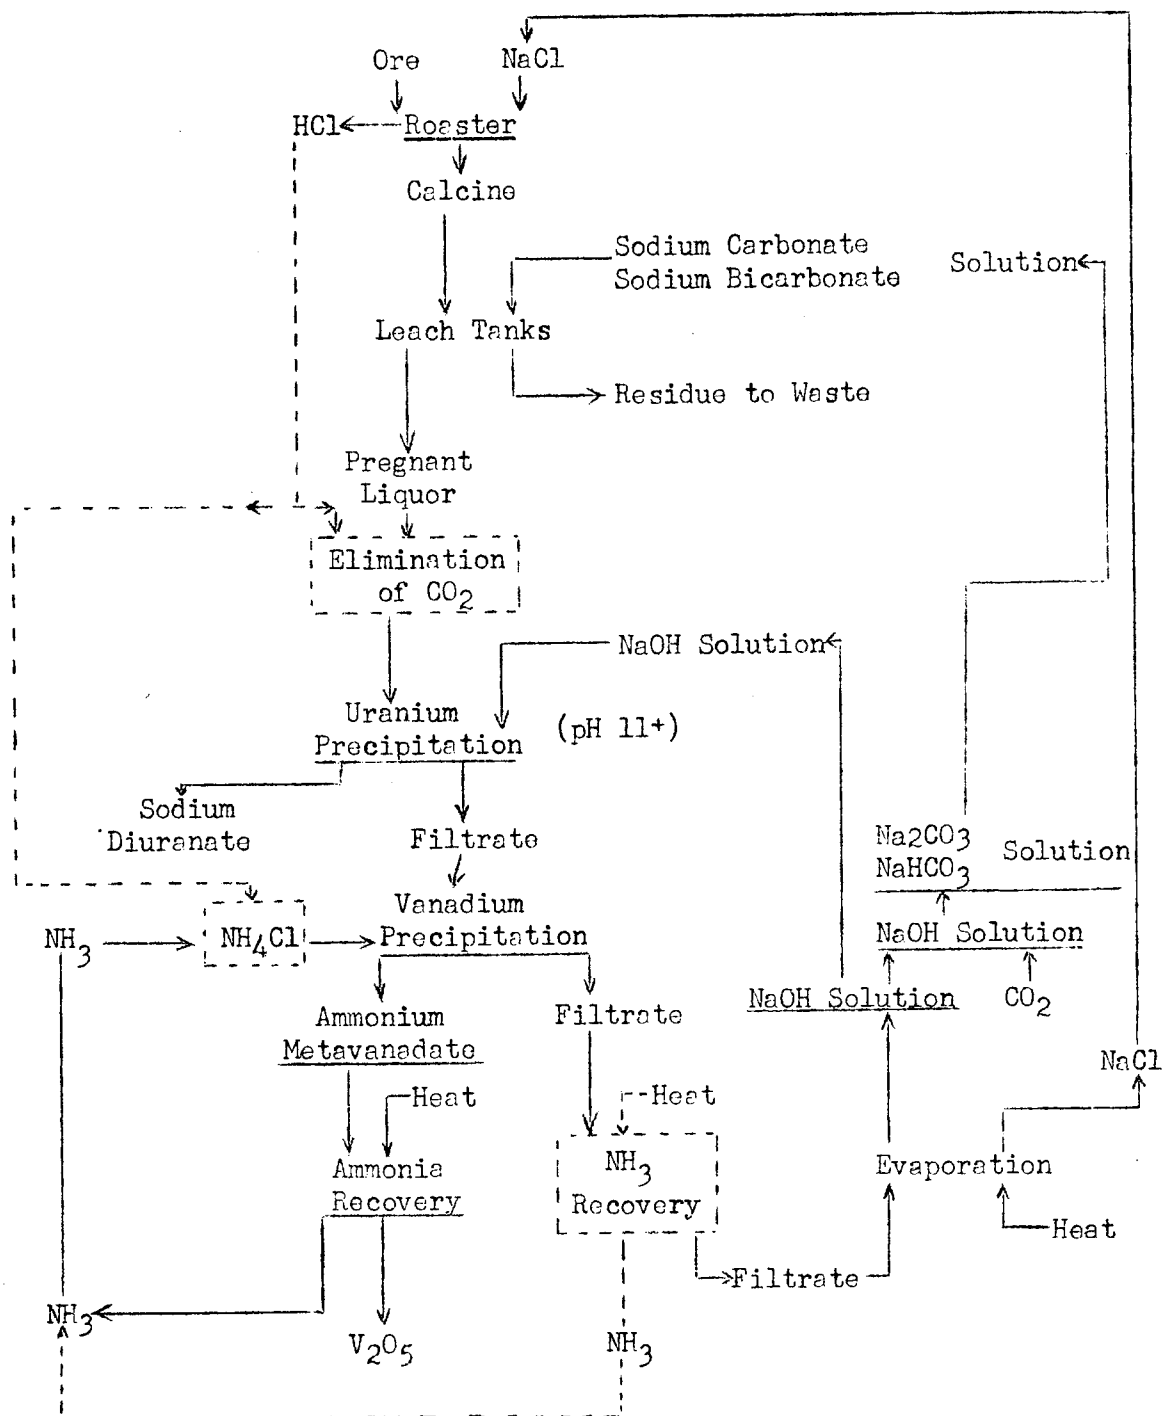 Ore
NaCl
HCl
Roaster
Calcine
Sodium Carbonate
Sodium Bicarbonate
Solution
Leach Tanks
Residue to Waste
Pregnant
Liquor
Elimination
of CO2
NaOH Solution
Uranium
Precipitation
(pH 11+)
Sodium
Diuranate
Filtrate
Na2CO3
NaHCO3
Solution
Vanadium
Precipitation
NH3
NH4Cl
NaOH Solution
NaOH Solution
CO2
Ammonium
Metavanadate
Filtrate
NaCl
Heat
Heat
Ammonia
Recovery
NH3
Recovery
Evaporation
Heat
Filtrate
NH3
V2O5
NH3